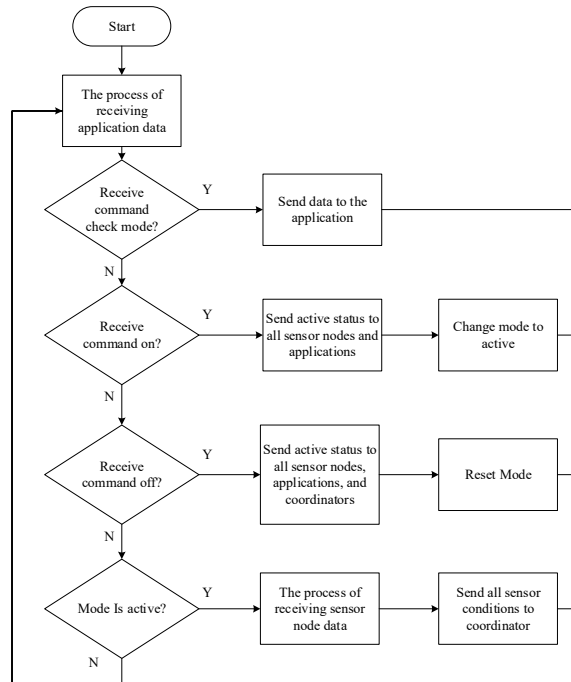 Start
The process of
receiving
application data
Receive
command
check mode?
Y
Send data to the
application
N
Receive
command on?
Y
Send active status to
all sensor nodes and
applications
Change mode to
active
N
Receive
command off?
Y
Send active status to
all sensor nodes,
applications, and
coordinators
Reset Mode
N
Mode Is active?
Y
The process of
receiving sensor
node data
Send all sensor
conditions to
coordinator
N